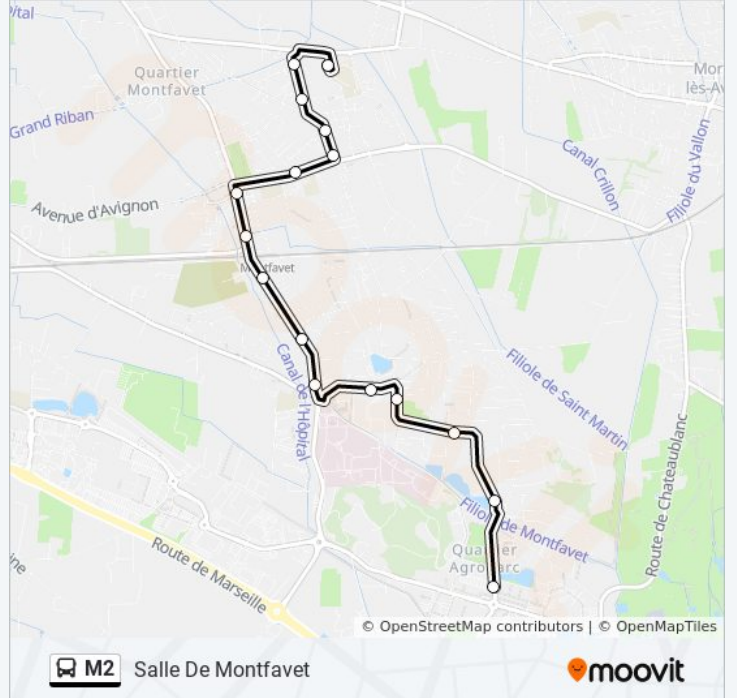 ital
Quartier
Montfavet
Mor
lès-Av
Grand Riban
Canal Crillon
Filiole du Vallon
Avenue d'Avignon
Montfavet
Canal de l'Hôpital
Filiole de Saint Martin
Route de Chateaublanc
Filiole de Montfavet
Quartier
Agroparc
Route de Marseille
ine
© OpenStreetMap contributors | © OpenMapTiles
M2 Salle De Montfavet
moovit